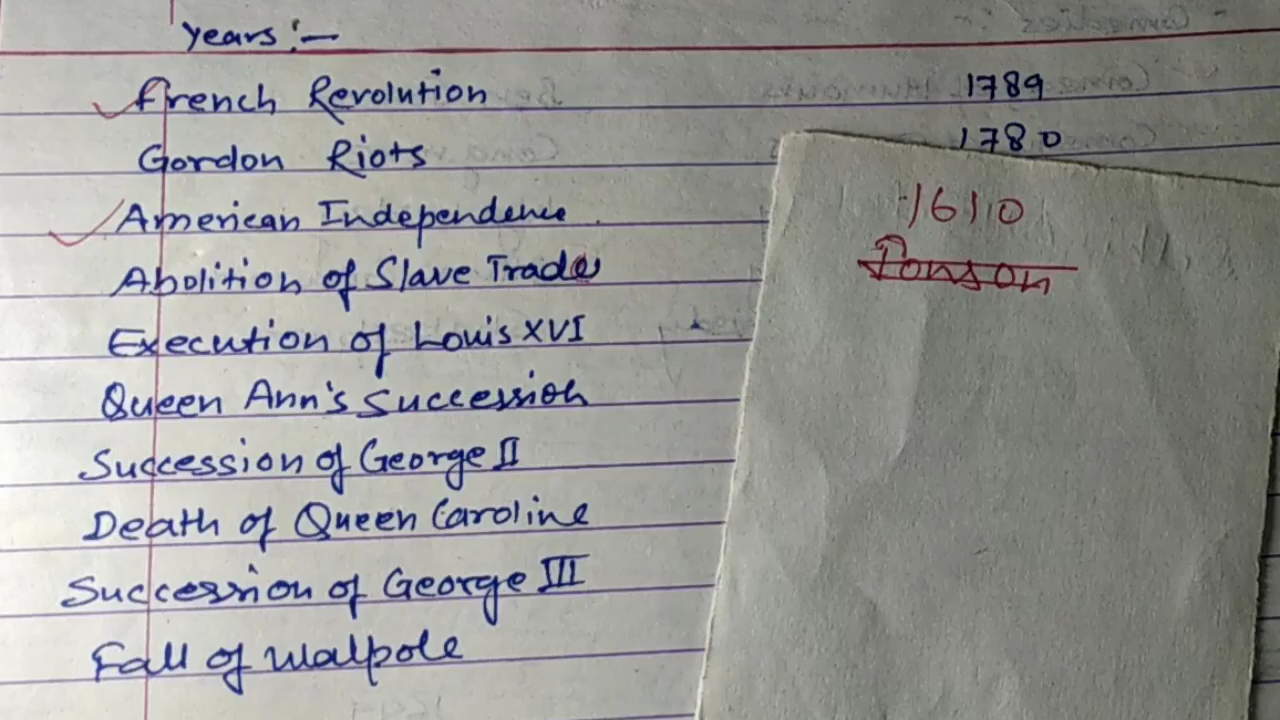 years:-
French Revolution 1789
Gordon Riots 1780
American Independence
Abolition of Slave Trade
Execution of Louis XVI
Queen Ann's Succession
Succession of George II
Death of Queen Caroline
Succession of George III
Fall of Walpole
1610